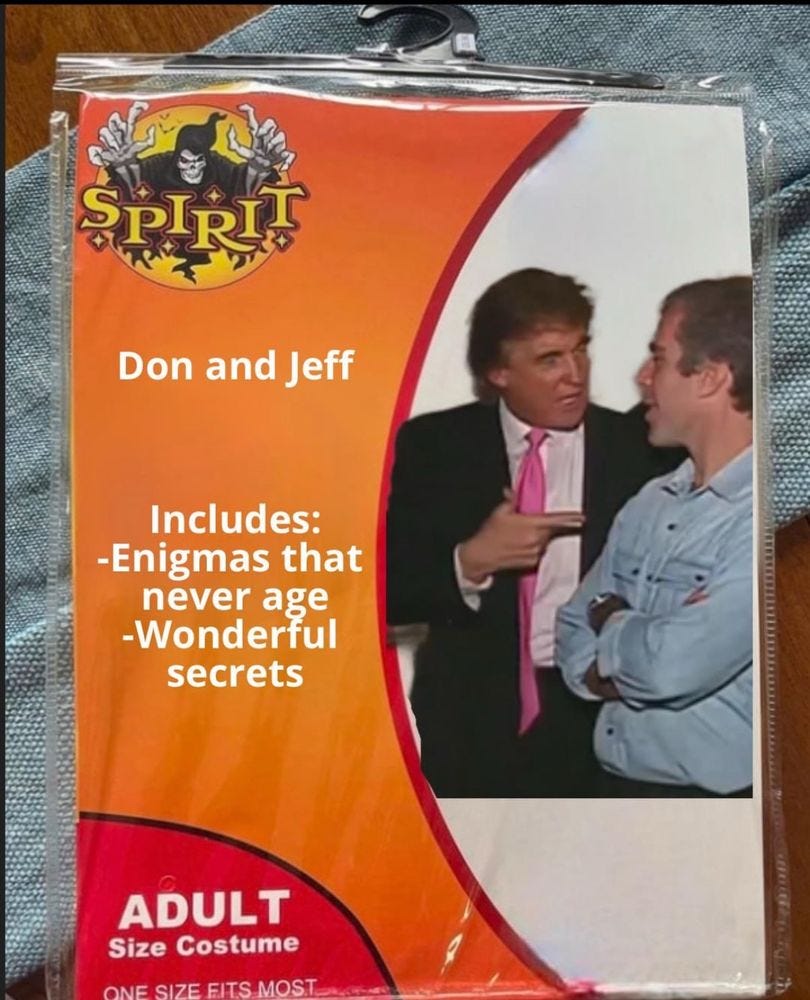 SPIRIT
Don and Jeff
Includes:
-Enigmas that
never age
-Wonderful
secrets
ADULT
Size Costume
ONE SIZE FITS MOST